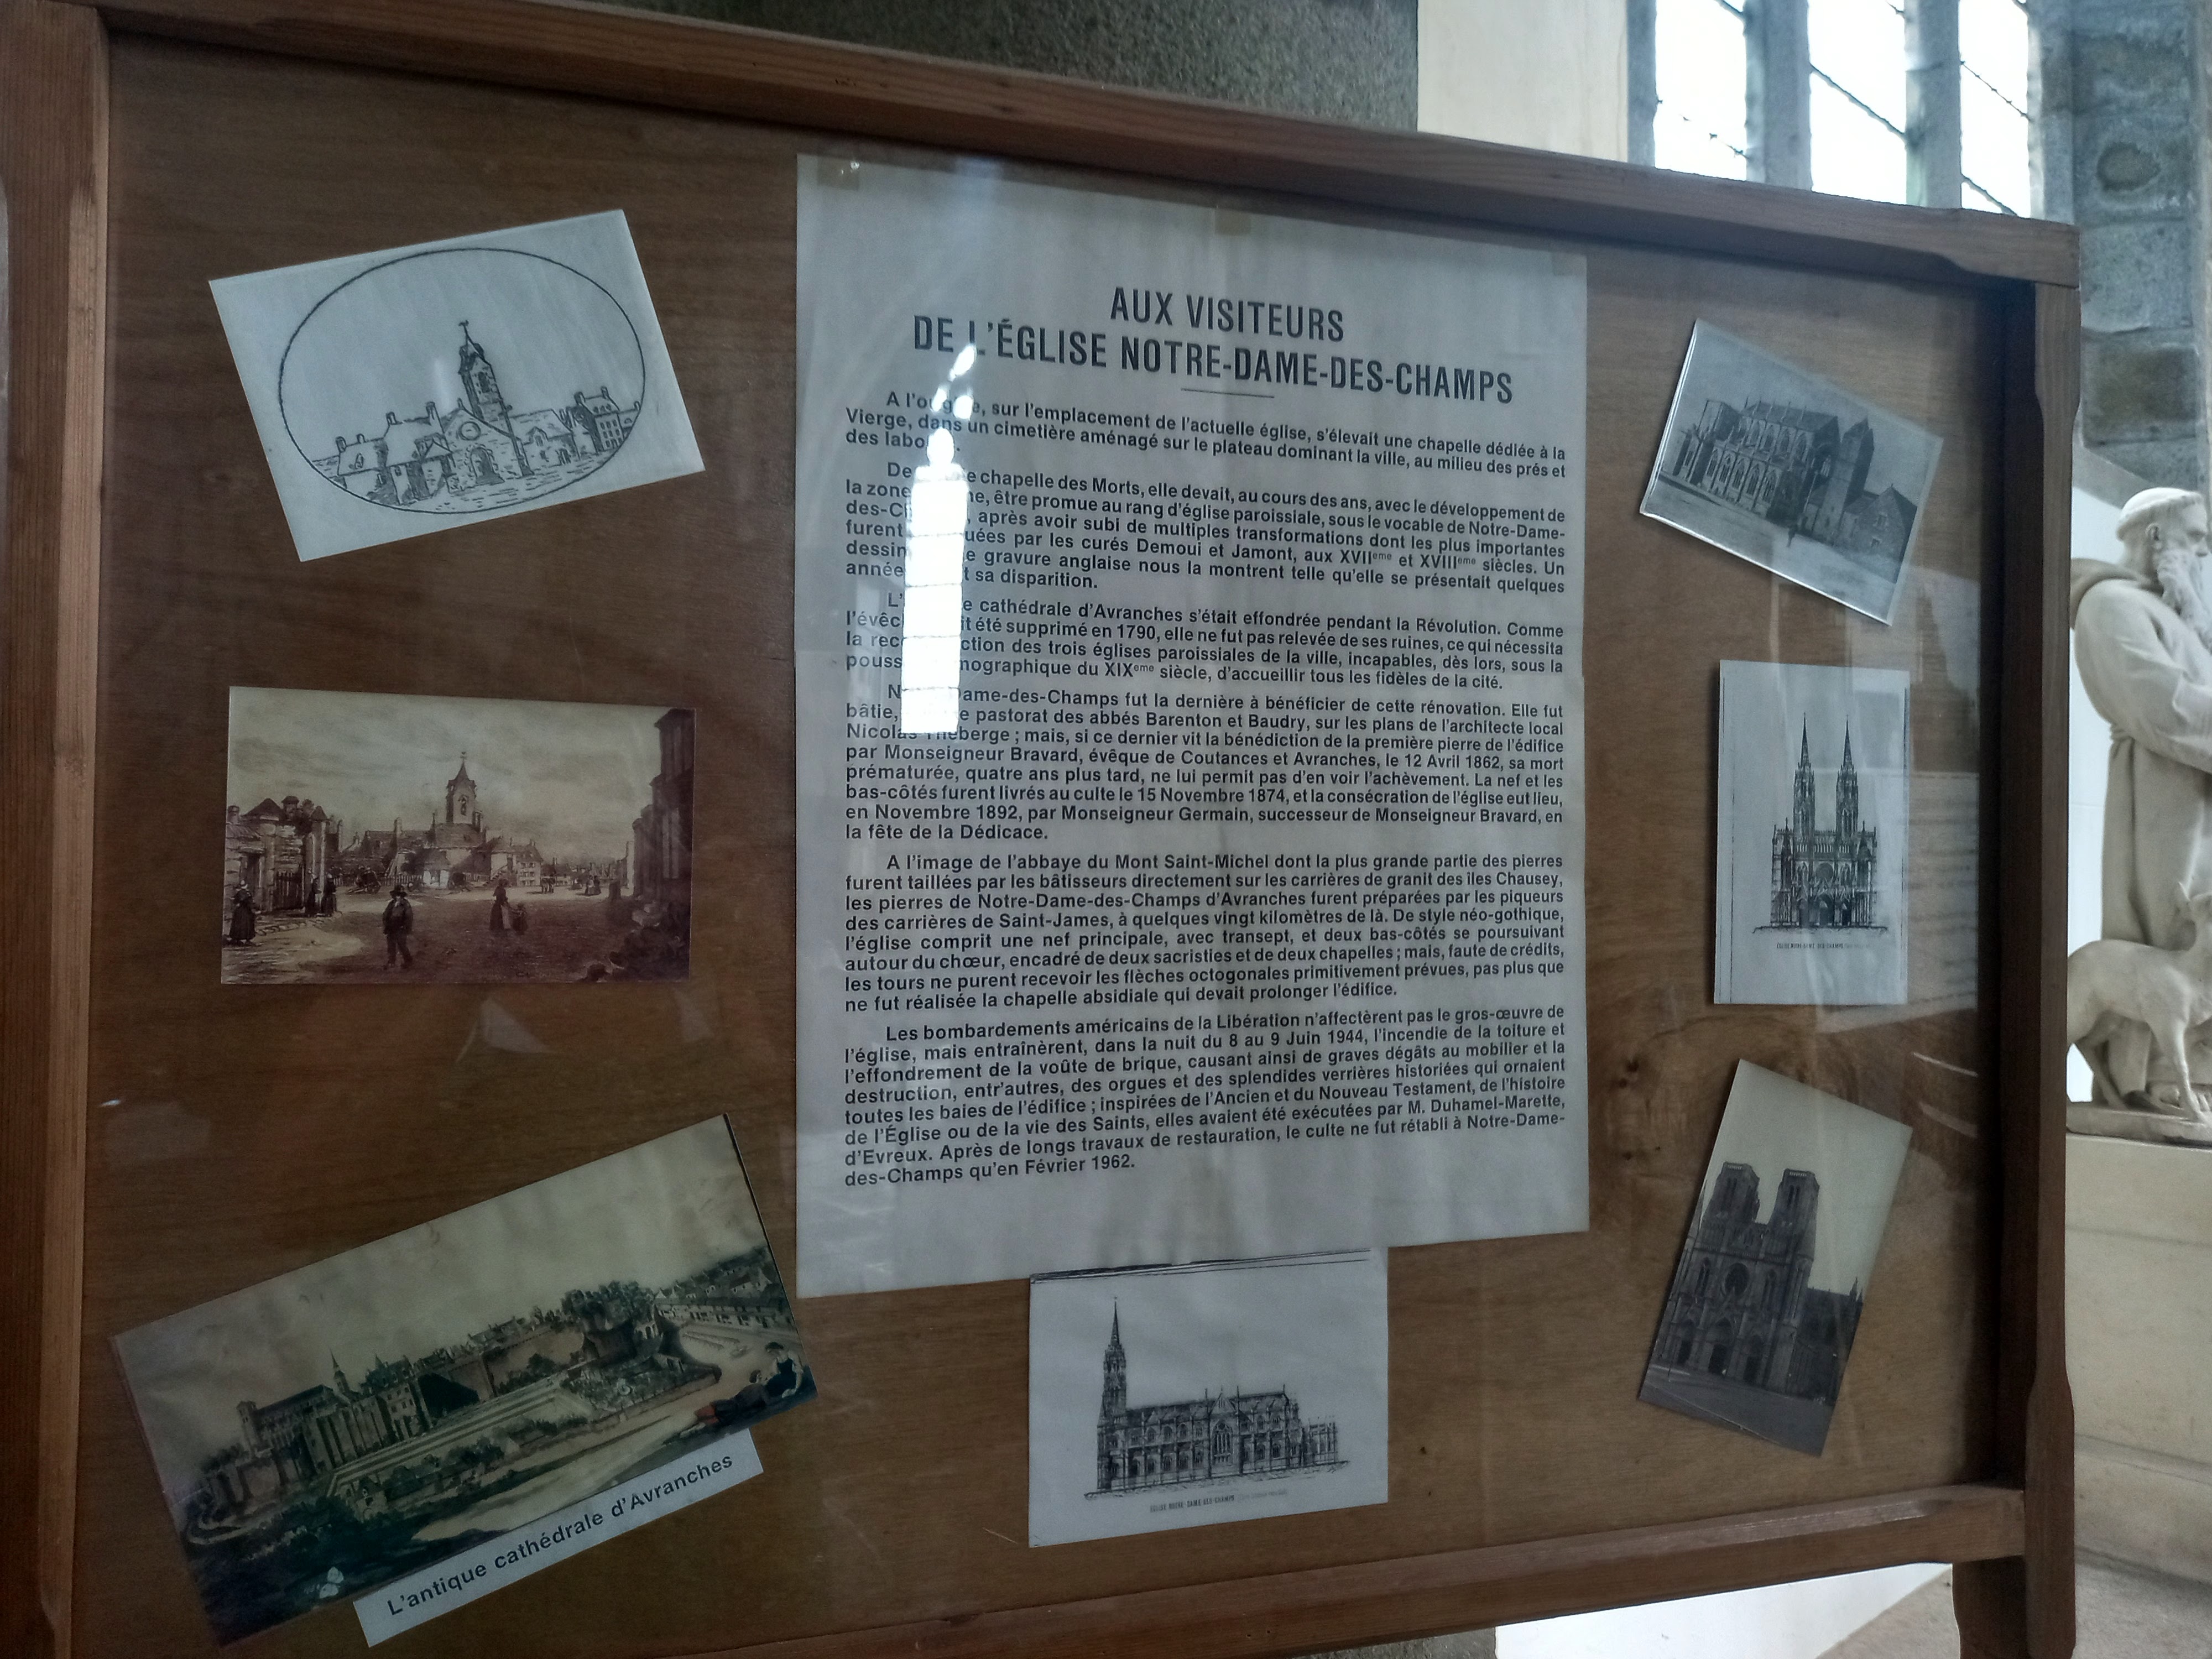 AUX VISITEURS
DE L'ÉGLISE NOTRE-DAME-DES-CHAMPS
A l'origine, sur l'emplacement de l'actuelle église, s'élevait une chapelle dédiée à la
Vierge, dans un cimetière aménagé sur le plateau dominant la ville, au milieu des prés et
des
chapelle des Morts, elle devait, au cours des ans, avec le développement de
la zone être promue au rang d'église paroissiale, sous le vocable de Notre-Dame-
après avoir subi de multiples transformations dont les plus importantes
furent par les curés Demoui et Jamont, aux XVIIeme et XVIIIeme siècles. Un
dessin gravure anglaise nous la montrent telle qu'elle se présentait quelques
sa disparition.
cathédrale d'Avranches s'était effondrée pendant la Révolution. Comme
été supprimé en 1790, elle ne fut pas relevée de ses ruines, ce qui nécessita
la reconstruction des trois églises paroissiales de la ville, incapables, dès lors, sous la
poussée démographique du XIXeme siècle, d'accueillir tous les fidèles de la cité.
Notre-Dame-des-Champs fut la dernière à bénéficier de cette rénovation. Elle fut
bâtie, pastorat des abbés Barenton et Baudry, sur les plans de l'architecte local
Nicolas Théberge ; mais, si ce dernier vit la bénédiction de la première pierre de l'édifice
par Monseigneur Bravard, évêque de Coutances et Avranches, le 12 Avril 1862, sa mort
prématurée, quatre ans plus tard, ne lui permit pas d'en voir l'achèvement. La nef et les
bas-côtés furent livrés au culte le 15 Novembre 1874, et la consécration de l'église eut lieu,
en Novembre 1892, par Monseigneur Germain, successeur de Monseigneur Bravard, en
la fête de la Dédicace.
A l'image de l'abbaye du Mont Saint-Michel dont la plus grande partie des pierres
furent taillées par les bâtisseurs directement sur les carrières de granit des îles Chausey,
les pierres de Notre-Dame-des-Champs d'Avranches furent préparées par les piqueurs
des carrières de Saint-James, à quelques vingt kilomètres de là. De style néo-gothique,
l'église comprit une nef principale, avec transept, et deux bas-côtés se poursuivant
autour du chœur, encadré de deux sacristies et de deux chapelles ; mais, faute de crédits,
les tours ne purent recevoir les flèches octogonales primitivement prévues, pas plus que
ne fut réalisée la chapelle absidiale qui devait prolonger l'édifice.
Les bombardements américains de la Libération n'affectèrent pas le gros-œuvre de
l'église, mais entraînèrent, dans la nuit du 8 au 9 Juin 1944, l'incendie de la toiture et
l'effondrement de la voûte de brique, causant ainsi de graves dégâts au mobilier et la
destruction, entr'autres, des orgues et des splendides verrières historiées qui ornaient
toutes les baies de l'édifice ; inspirées de l'Ancien et du Nouveau Testament, de l'histoire
de l'Église ou de la vie des Saints, elles avaient été exécutées par M. Duhamel-Marette,
d'Evreux. Après de longs travaux de restauration, le culte ne fut rétabli à Notre-Dame-
des-Champs qu'en Février 1962.
ÉGLISE NOTRE-DAME-DES-CHAMPS
ÉGLISE NOTRE-DAME-DES-CHAMPS
L'antique cathédrale d'Avranches